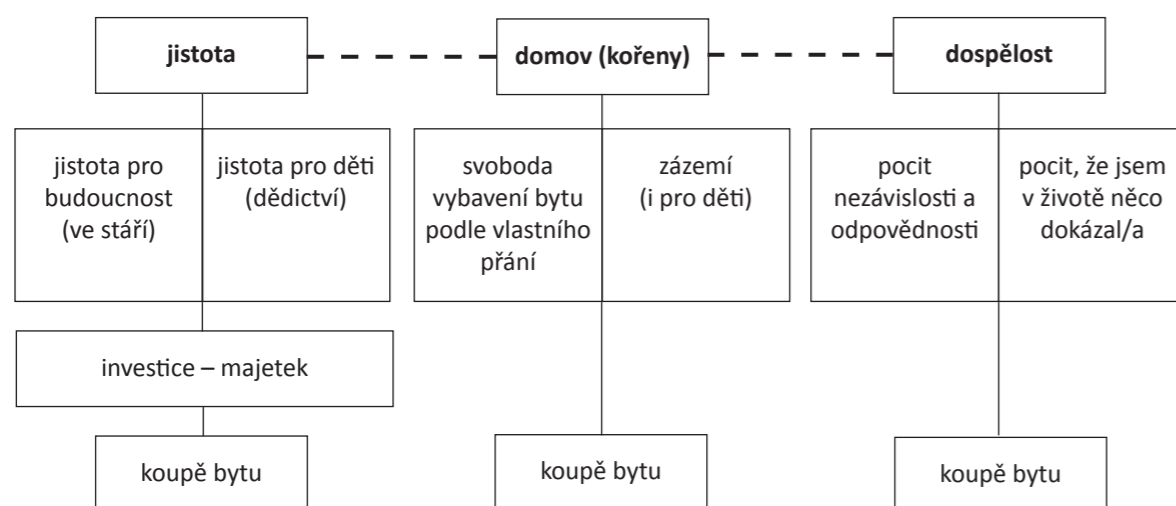 jistota
domov (kořeny)
dospělost
jistota pro
budoucnost
(ve stáří)
jistota pro děti
(dědictví)
svoboda
vybavení bytu
podle vlastního
přání
zázemí
(i pro děti)
pocit
nezávislosti a
odpovědnosti
pocit, že jsem
v životě něco
dokázal/a
investice – majetek
koupě bytu
koupě bytu
koupě bytu